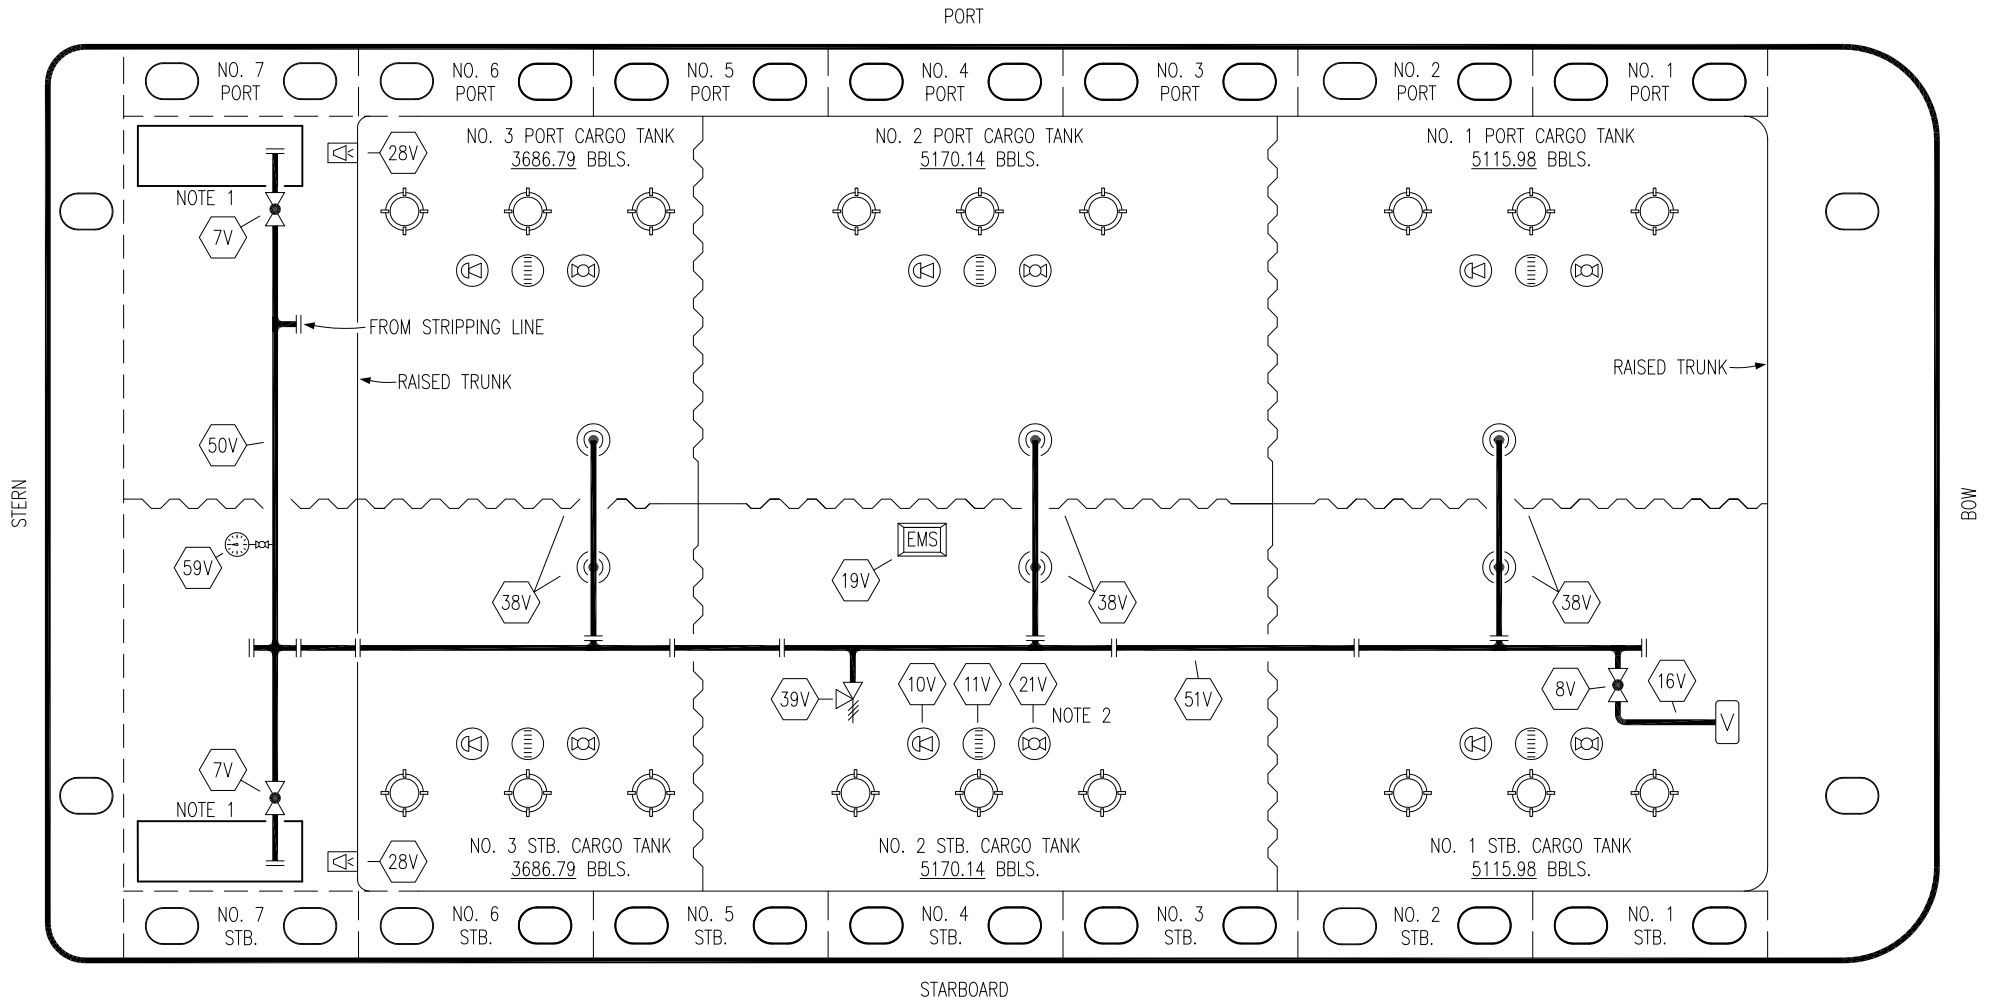 PORT
NO. 7
PORT
NO. 6
PORT
NO. 5
PORT
NO. 4
PORT
NO. 3
PORT
NO. 2
PORT
NO. 1
PORT
NO. 3 PORT CARGO TANK
3686.79 BBLS.
NO. 2 PORT CARGO TANK
5170.14 BBLS.
NO. 1 PORT CARGO TANK
5115.98 BBLS.
28V
NOTE 1
7V
FROM STRIPPING LINE
RAISED TRUNK
RAISED TRUNK
50V
STERN
BOW
59V
EMS
19V
38V
38V
38V
39V
10V
11V
21V
NOTE 2
51V
8V
16V
V
7V
NOTE 1
28V
NO. 3 STB. CARGO TANK
3686.79 BBLS.
NO. 2 STB. CARGO TANK
5170.14 BBLS.
NO. 1 STB. CARGO TANK
5115.98 BBLS.
NO. 7
STB.
NO. 6
STB.
NO. 5
STB.
NO. 4
STB.
NO. 3
STB.
NO. 2
STB.
NO. 1
STB.
STARBOARD